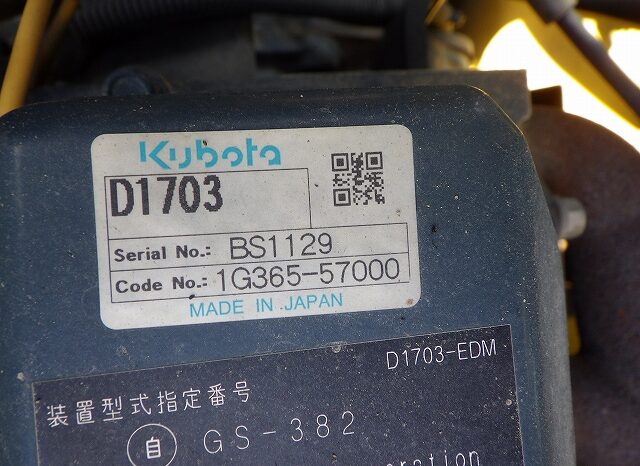 Kubota
D1703
Serial No.: BS1129
Code No.: 1G365-57000
MADE IN JAPAN
D1703-EDM
装置型式指定番号
自 GS-382